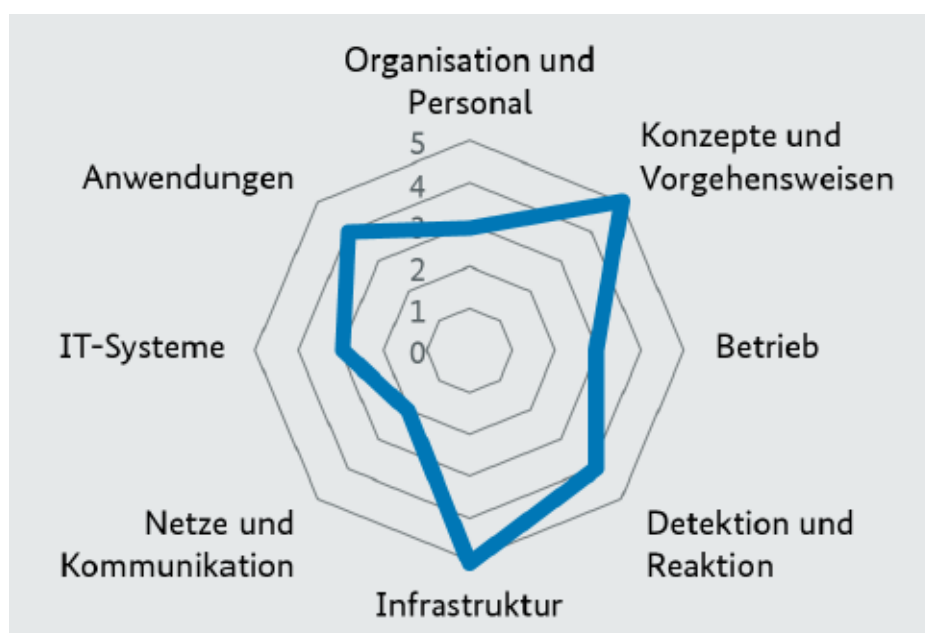 Organisation und
Personal
Konzepte und
Vorgehensweisen
Anwendungen
5
4
3
2
1
0
IT-Systeme
Betrieb
Netze und
Kommunikation
Detektion und
Reaktion
Infrastruktur